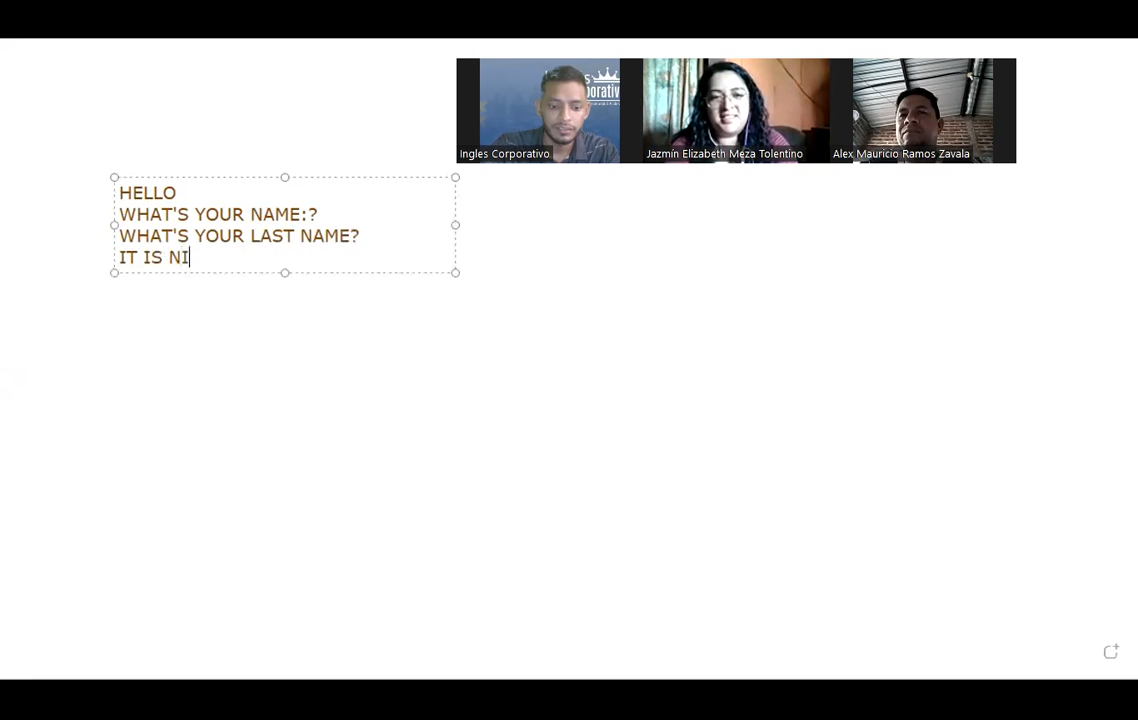 Ingles Corporativo
Jazmín Elizabeth Meza Tolentino
Alex Mauricio Ramos Zavala
HELLO
WHAT'S YOUR NAME:?
WHAT'S YOUR LAST NAME?
IT IS NI